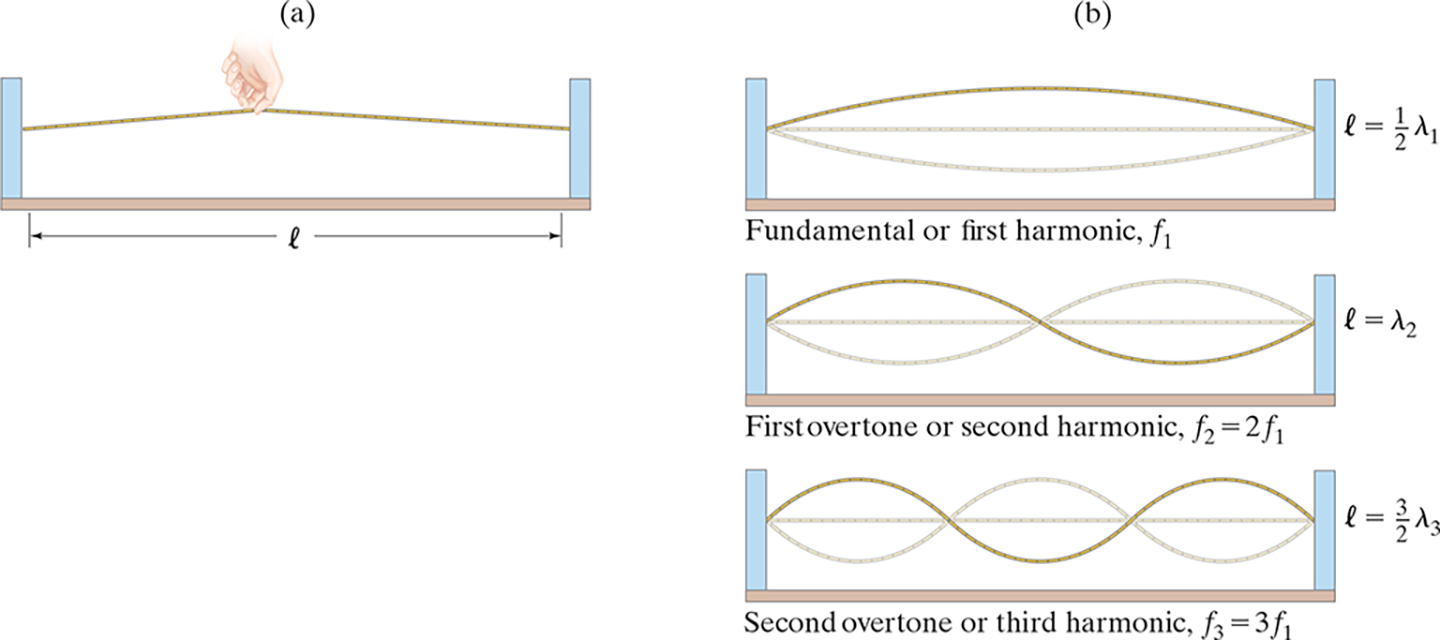 (a)
ℓ
(b)
ℓ = 1/2 λ₁
Fundamental or first harmonic, f₁
ℓ = λ₂
First overtone or second harmonic, f₂ = 2f₁
ℓ = 3/2 λ₃
Second overtone or third harmonic, f₃ = 3f₁